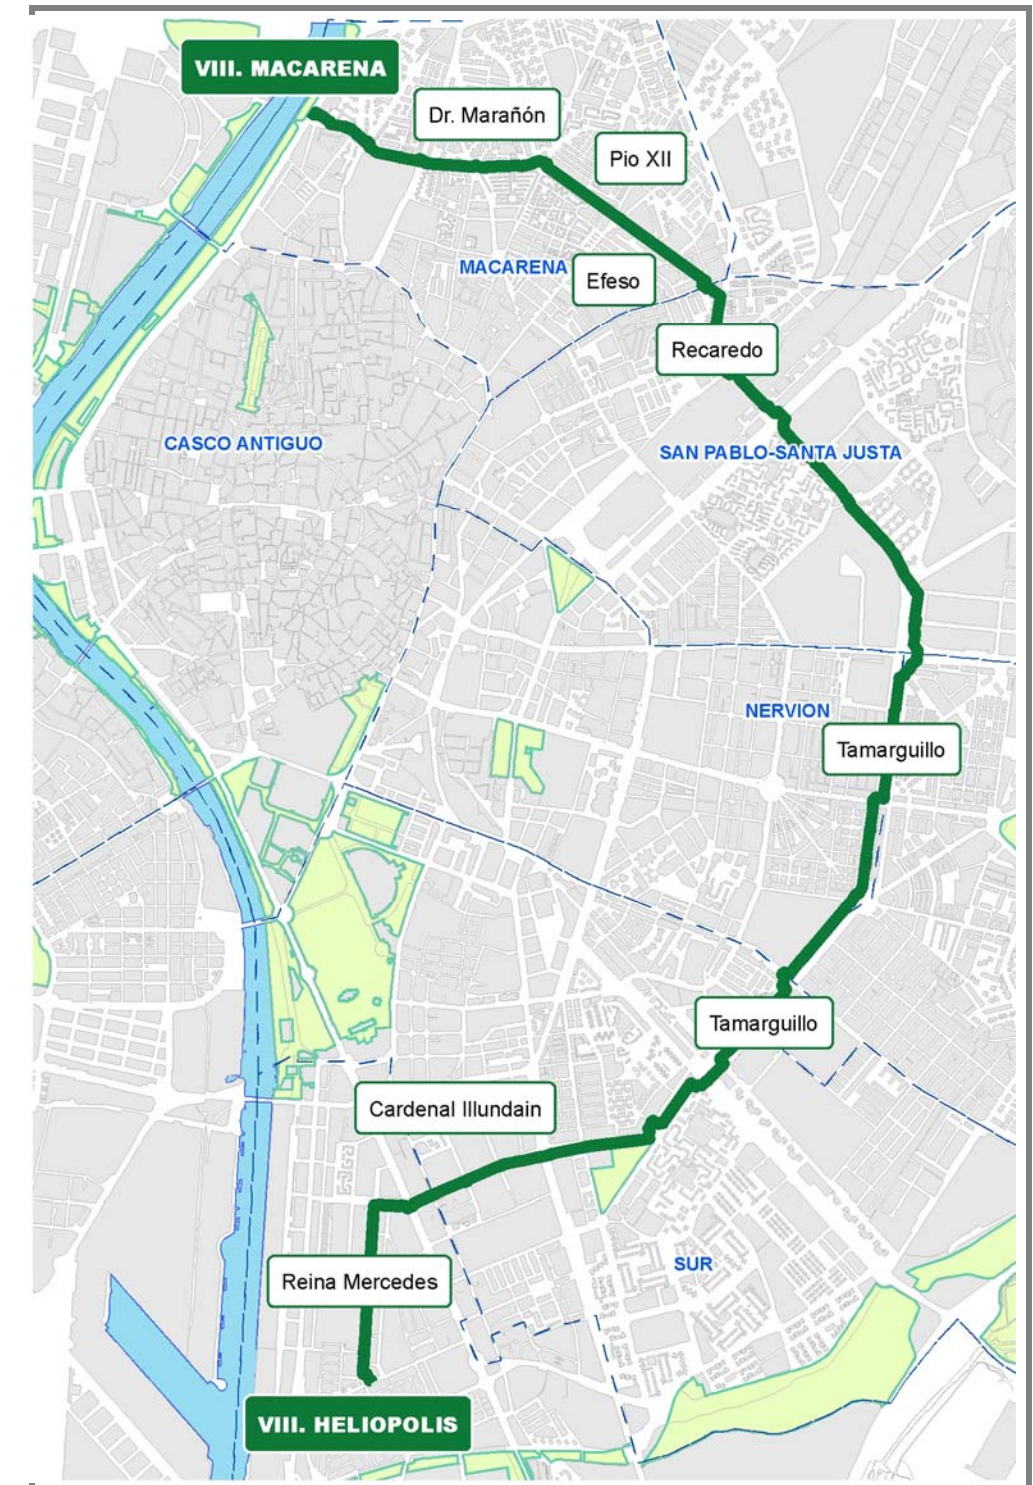 VIII. MACARENA
Dr. Marañón
Pio XII
MACARENA
Efeso
Recaredo
CASCO ANTIGUO
SAN PABLO-SANTA JUSTA
NERVION
Tamarguillo
Tamarguillo
Cardenal Illundain
SUR
Reina Mercedes
VIII. HELIOPOLIS